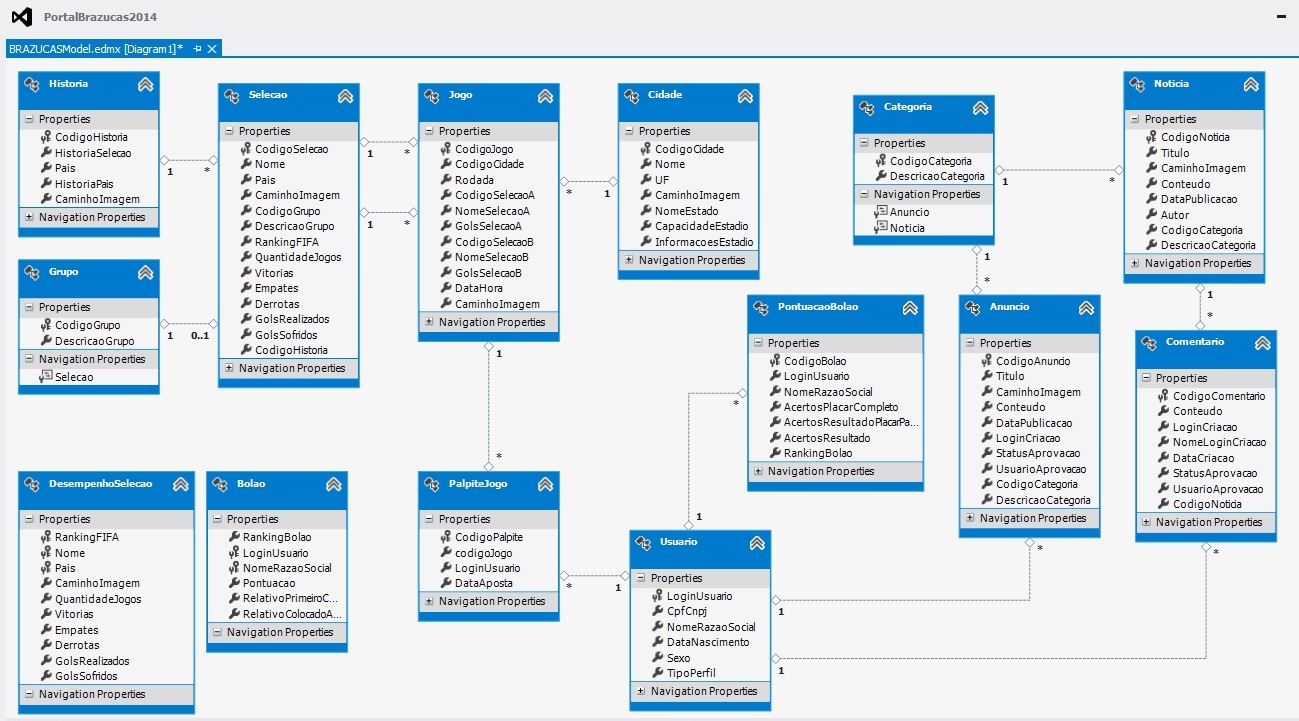 PortalBrazucas2014
BRAZUCASModel.edmx [Diagram1]*
Historia
Properties
CodigoHistoria
HistoriaSelecao
Pais
HistoriaPais
CaminhoImagem
Navigation Properties
1
*
Selecao
Properties
CodigoSelecao
Nome
Pais
CaminhoImagem
CodigoGrupo
DescricaoGrupo
RankingFIFA
QuantidadeJogos
Vitorias
Empates
Derrotas
GolsRealizados
GolsSofridos
CodigoHistoria
Navigation Properties
1
*
1
*
Jogo
Properties
CodigoJogo
CodigoCidade
Rodada
CodigoSelecaoA
NomeSelecaoA
GolsSelecaoA
CodigoSelecaoB
NomeSelecaoB
GolsSelecaoB
DataHora
CaminhoImagem
Navigation Properties
*
1
Cidade
Properties
CodigoCidade
Nome
UF
CaminhoImagem
NomeEstado
CapacidadeEstadio
InformacoesEstadio
Navigation Properties
Categoria
Properties
CodigoCategoria
DescricaoCategoria
Navigation Properties
Anuncio
Noticia
1
*
1
*
Noticia
Properties
CodigoNoticia
Titulo
CaminhoImagem
Conteudo
DataPublicacao
Autor
CodigoCategoria
DescricaoCategoria
Navigation Properties
1
*
Grupo
Properties
CodigoGrupo
DescricaoGrupo
Navigation Properties
Selecao
1
0..1
1
*
PontuacaoBolao
Properties
CodigoBolao
LoginUsuario
NomeRazaoSocial
AcertosPlacarCompleto
AcertosResultadoPlacarPa...
AcertosResultado
RankingBolao
Navigation Properties
*
1
Anuncio
Properties
CodigoAnuncio
Titulo
CaminhoImagem
Conteudo
DataPublicacao
LoginCriacao
StatusAprovacao
UsuarioAprovacao
CodigoCategoria
DescricaoCategoria
Navigation Properties
*
Comentario
Properties
CodigoComentario
Conteudo
LoginCriacao
NomeLoginCriacao
DataCriacao
StatusAprovacao
UsuarioAprovacao
CodigoNoticia
Navigation Properties
*
DesempenhoSelecao
Properties
RankingFIFA
Nome
Pais
CaminhoImagem
QuantidadeJogos
Vitorias
Empates
Derrotas
GolsRealizados
GolsSofridos
Navigation Properties
Bolao
Properties
RankingBolao
LoginUsuario
NomeRazaoSocial
Pontuacao
RelativoPrimeiroC...
RelativoColocadoA...
Navigation Properties
PalpiteJogo
Properties
CodigoPalpite
codigoJogo
LoginUsuario
DataAposta
Navigation Properties
*
1
Usuario
Properties
LoginUsuario
CpfCnpj
NomeRazaoSocial
DataNascimento
Sexo
TipoPerfil
Navigation Properties
1
1